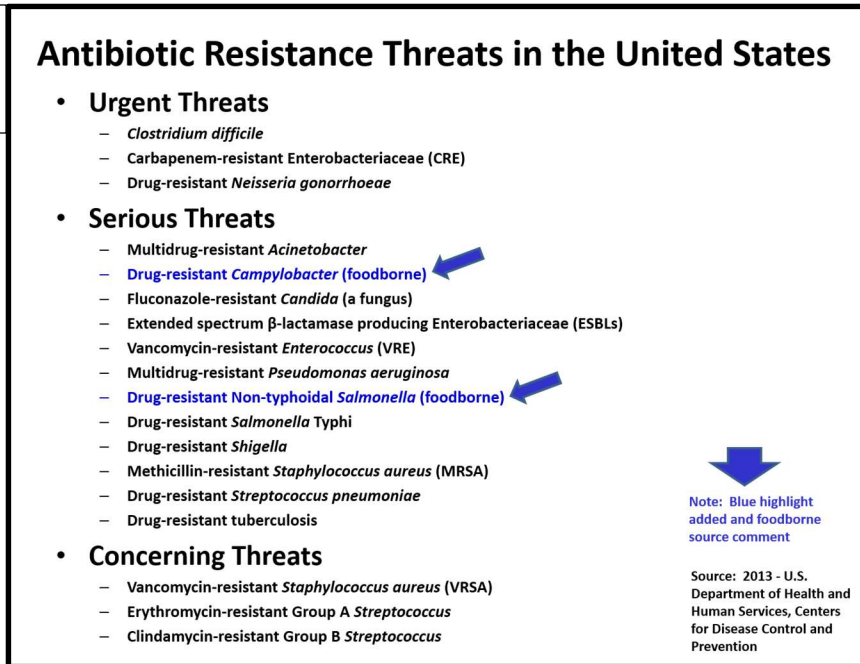 Antibiotic Resistance Threats in the United States
• Urgent Threats
– Clostridium difficile
– Carbapenem-resistant Enterobacteriaceae (CRE)
– Drug-resistant Neisseria gonorrhoeae
• Serious Threats
– Multidrug-resistant Acinetobacter
– Drug-resistant Campylobacter (foodborne)
– Fluconazole-resistant Candida (a fungus)
– Extended spectrum β-lactamase producing Enterobacteriaceae (ESBLs)
– Vancomycin-resistant Enterococcus (VRE)
– Multidrug-resistant Pseudomonas aeruginosa
– Drug-resistant Non-typhoidal Salmonella (foodborne)
– Drug-resistant Salmonella Typhi
– Drug-resistant Shigella
– Methicillin-resistant Staphylococcus aureus (MRSA)
– Drug-resistant Streptococcus pneumoniae
– Drug-resistant tuberculosis
• Concerning Threats
– Vancomycin-resistant Staphylococcus aureus (VRSA)
– Erythromycin-resistant Group A Streptococcus
– Clindamycin-resistant Group B Streptococcus
Note: Blue highlight
added and foodborne
source comment
Source: 2013 - U.S.
Department of Health and
Human Services, Centers
for Disease Control and
Prevention